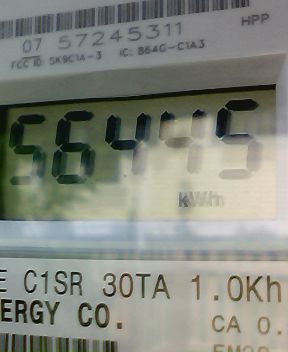 07 57245311
HPP
FCC ID: SK9C1A-3 IC: 864G-C1A3
56445
kWh
E C1SR 30TA 1.0Kh
ERGY CO.
CA 0.